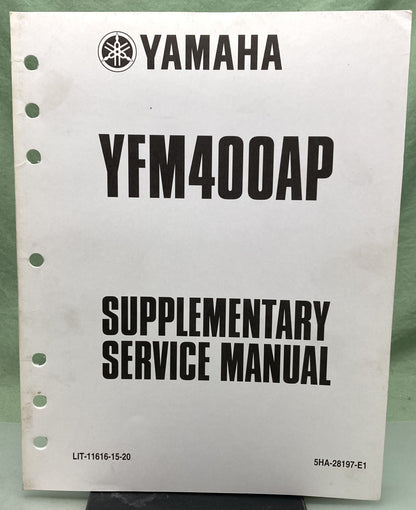 YAMAHA
YFM400AP
SUPPLEMENTARY
SERVICE MANUAL
LIT-11616-15-20
5HA-28197-E1